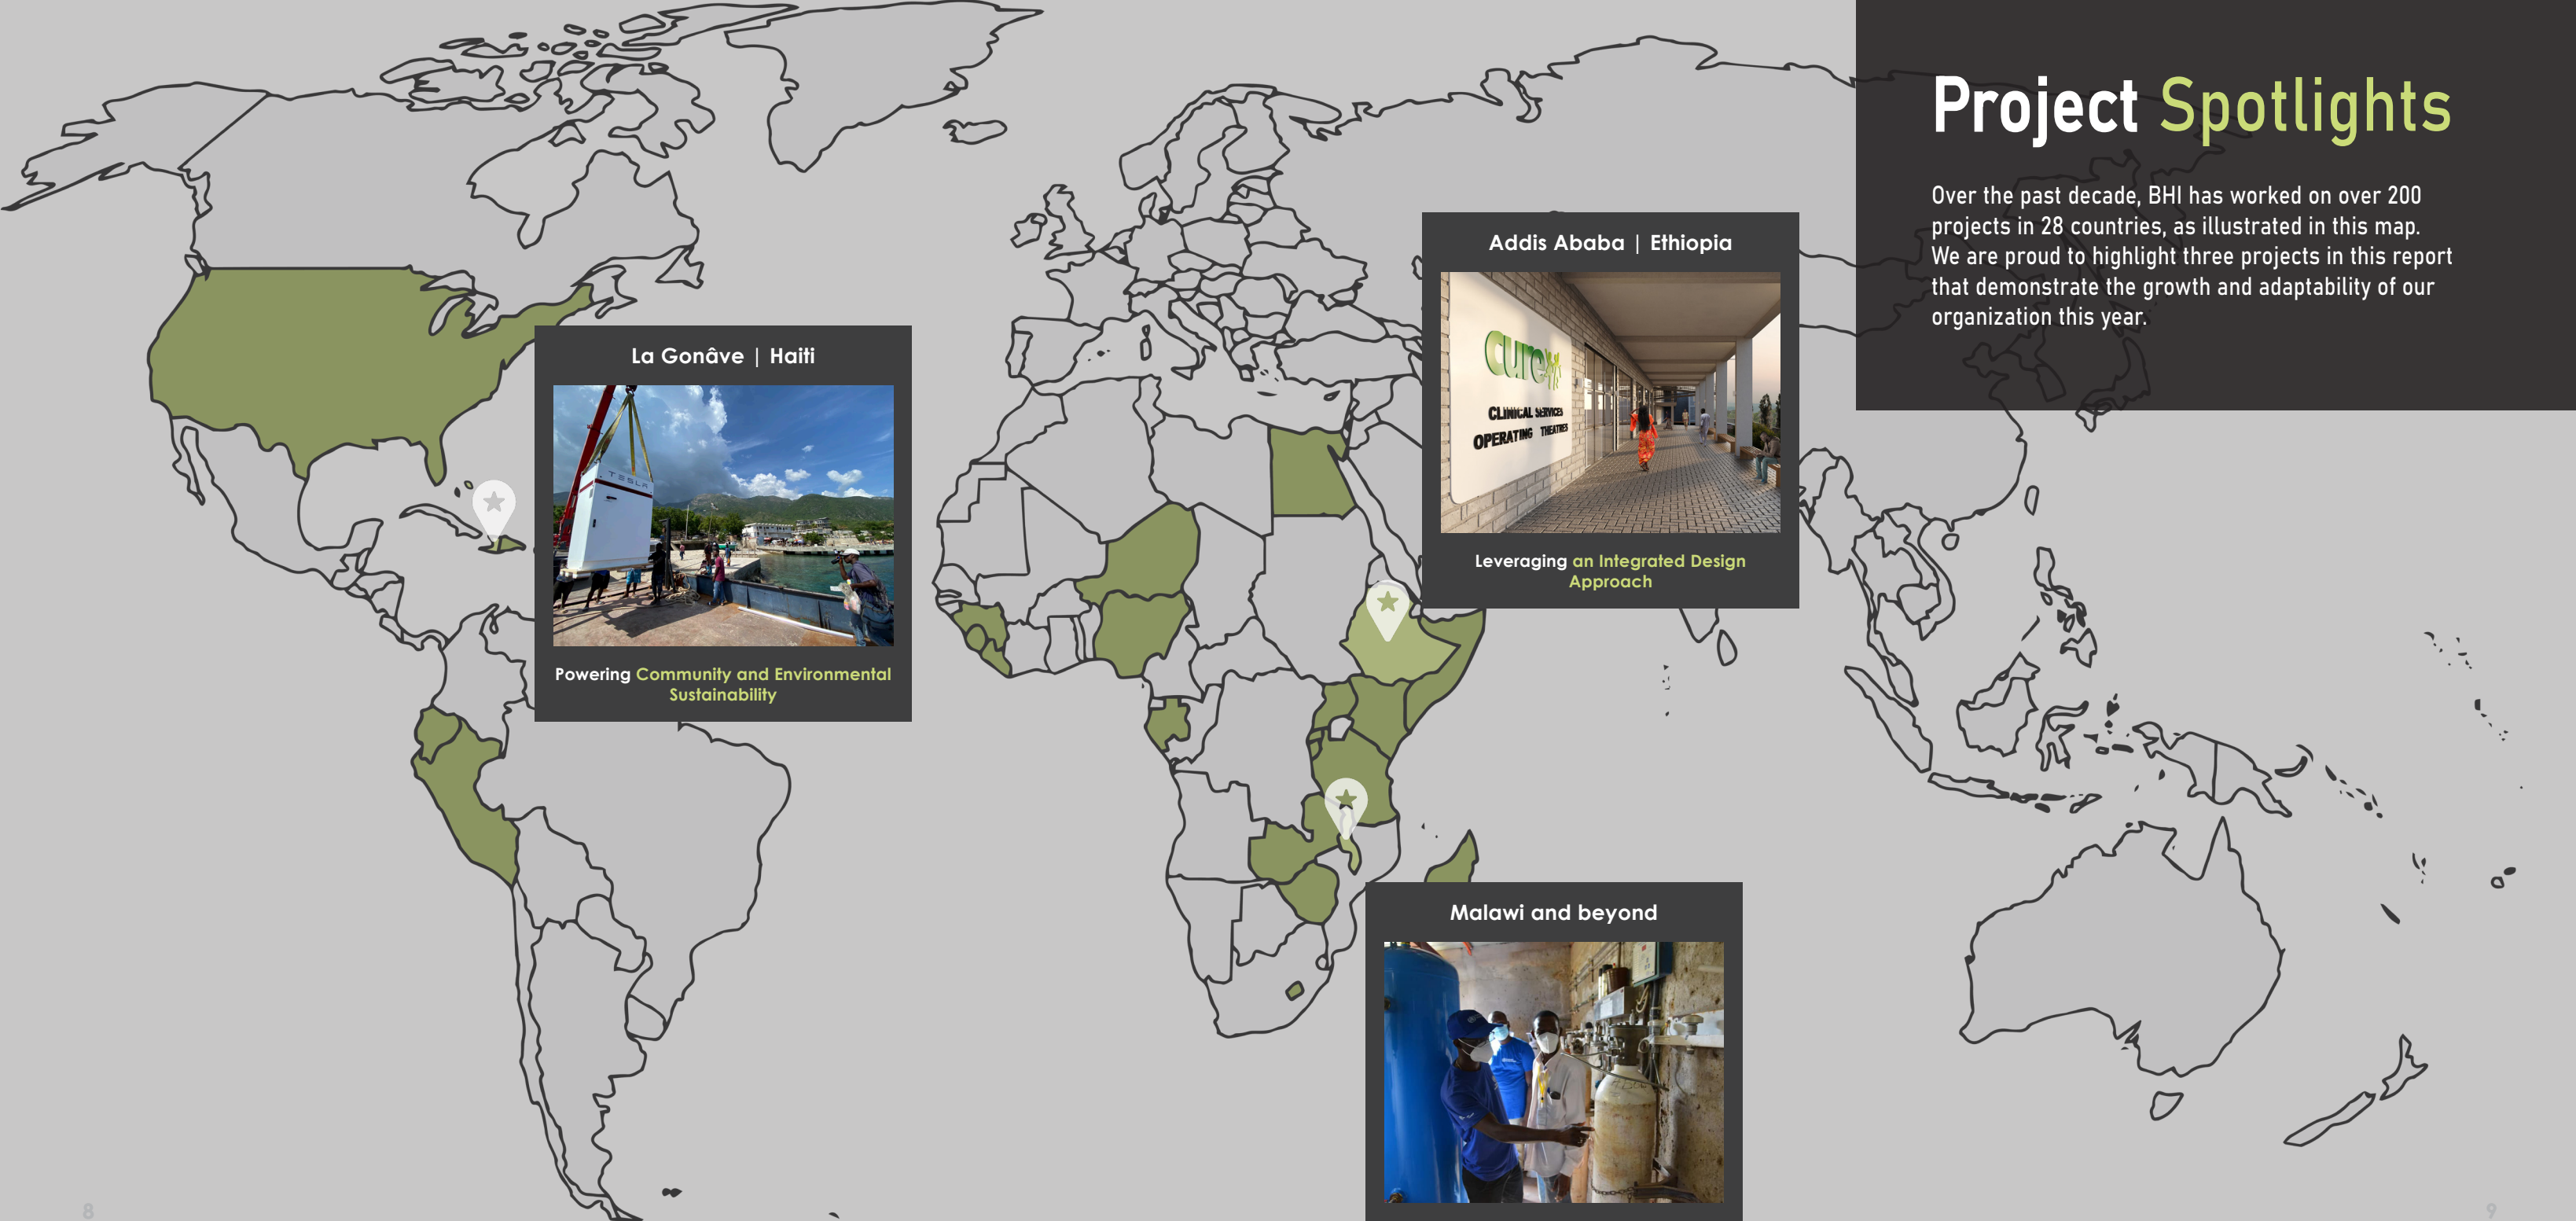 Project Spotlights
Over the past decade, BHI has worked on over 200
projects in 28 countries, as illustrated in this map.
We are proud to highlight three projects in this report
that demonstrate the growth and adaptability of our
organization this year.
La Gonâve | Haiti
TESLA
Powering Community and Environmental
Sustainability
Addis Ababa | Ethiopia
cure
CLINICAL SERVICES
OPERATING THEATRES
Leveraging an Integrated Design
Approach
Malawi and beyond
8
9